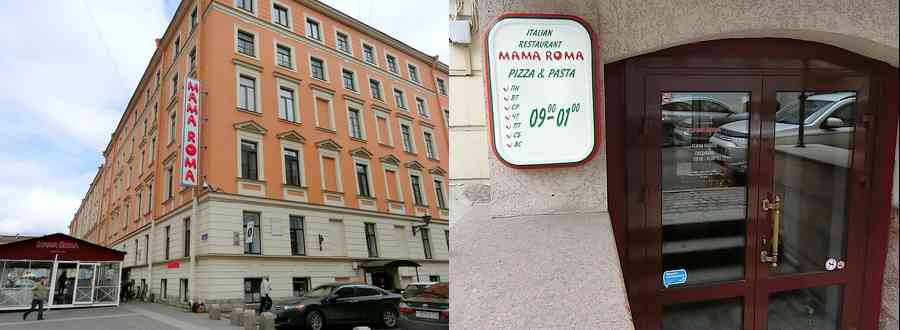 MAMA ROMA
MAMA ROMA
ITALIAN
RESTAURANT
MAMA ROMA
PIZZA & PASTA
ПН
ВТ
СР
ЧТ
ПТ
СБ
ВС
09⁰⁰-01⁰⁰